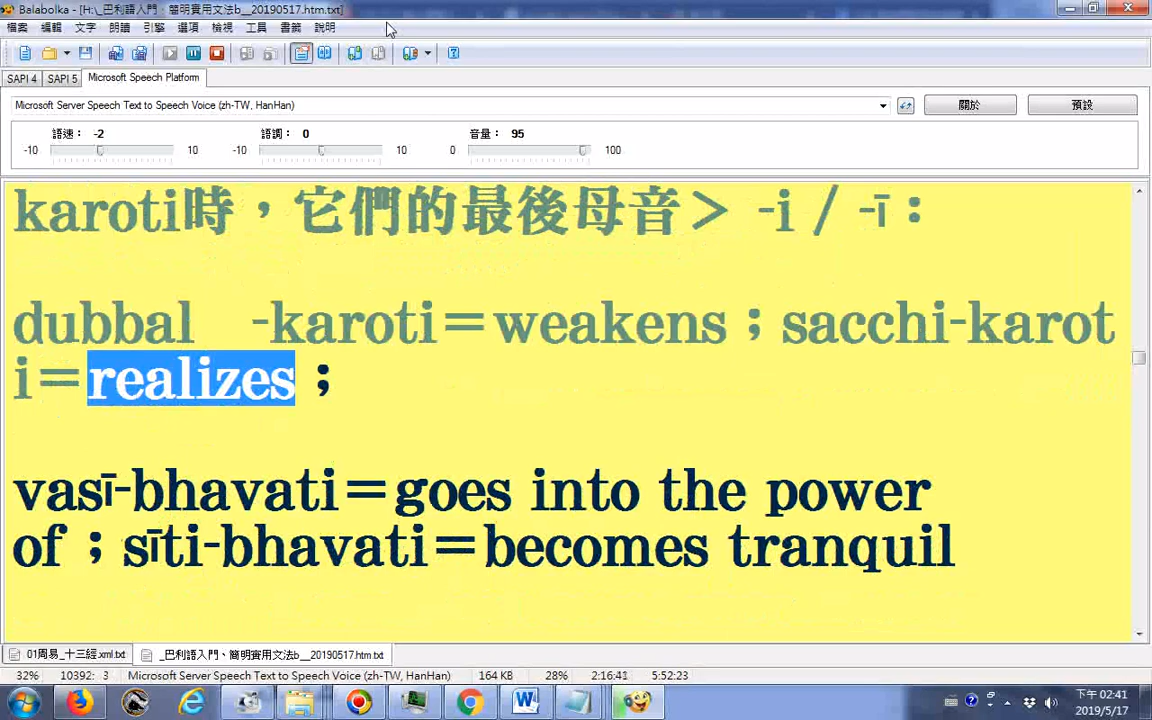 Balabolka - [H:\_巴利語入門、簡明實用文法b__20190517.htm.txt]
檔案 編輯 文字 朗讀 引擎 選項 檢視 工具 書籤 說明
SAPI 4 SAPI 5 Microsoft Speech Platform
Microsoft Server Speech Text to Speech Voice (zh-TW, HanHan) 關於 預設
語速： -2 語調： 0 音量： 95
-10 10 -10 10 0 100
karoti時，它們的最後母音＞ -i / -ī：
dubbal -karoti＝weakens；sacchi-karot
i＝realizes；
vasī-bhavati＝goes into the power
of；sīti-bhavati＝becomes tranquil
01周易_十三經.xml.txt _巴利語入門、簡明實用文法b__20190517.htm.txt
32% 10392: 3 Microsoft Server Speech Text to Speech Voice (zh-TW, HanHan) 164 KB 28% 2:16:41 5:52:23
下午 02:41
2019/5/17